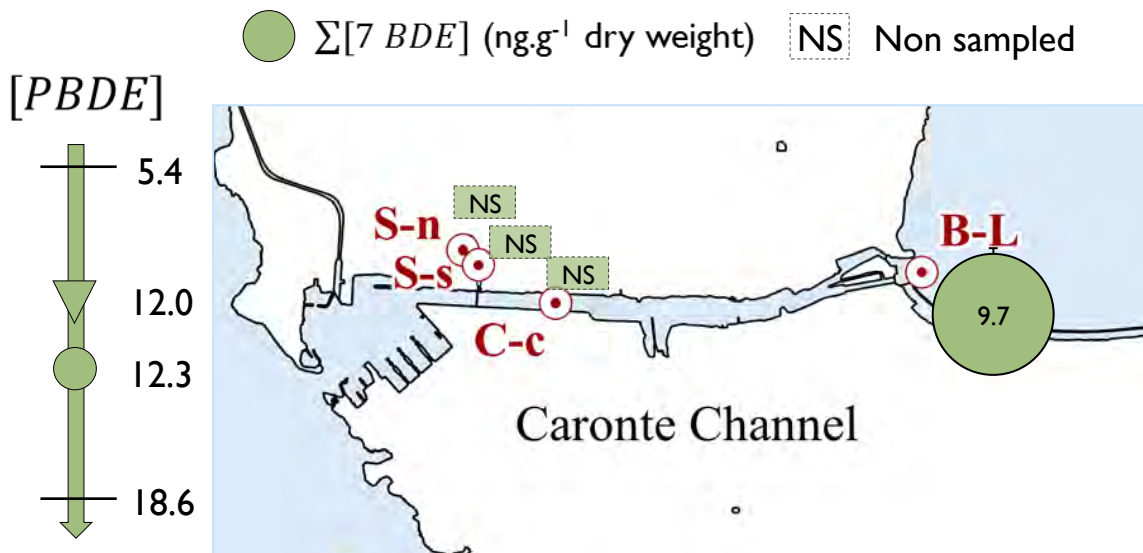 ∑[7 BDE] (ng.g⁻¹ dry weight)
NS Non sampled
[PBDE]
5.4
12.0
12.3
18.6
NS
S-n
NS
B-L
S-s
NS
9.7
C-c
Caronte Channel